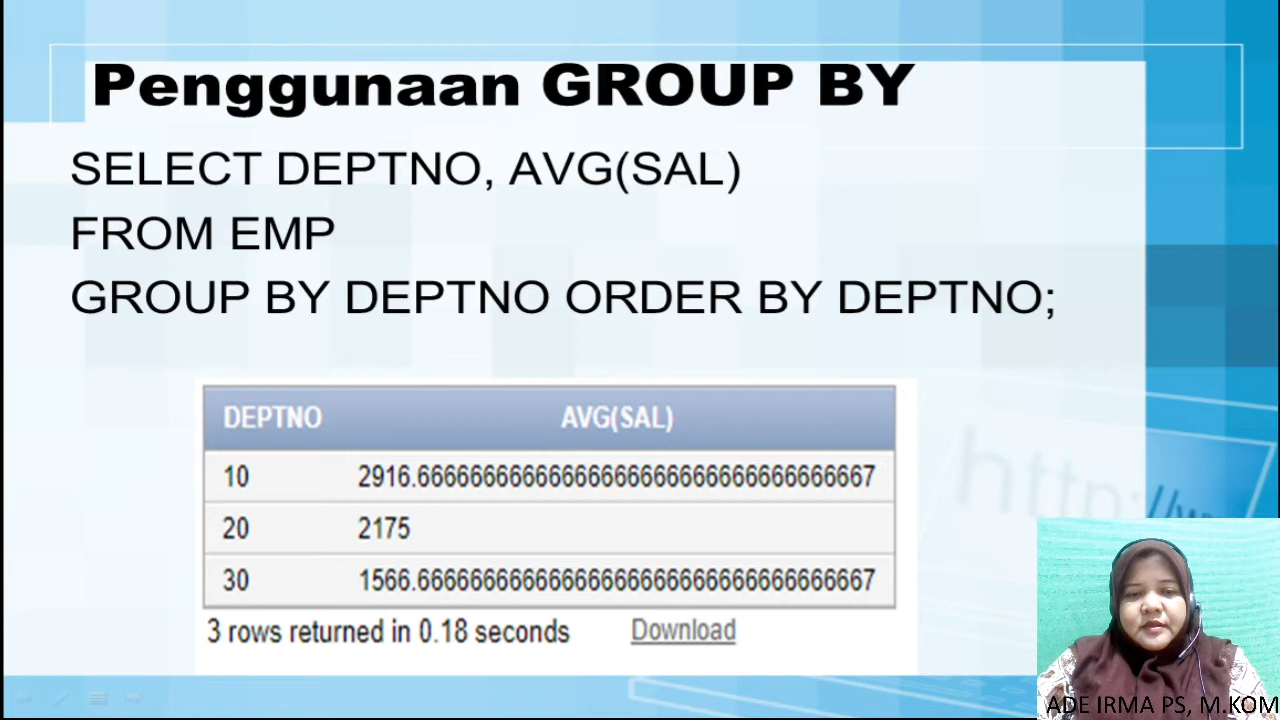 Penggunaan GROUP BY
SELECT DEPTNO, AVG(SAL)
FROM EMP
GROUP BY DEPTNO ORDER BY DEPTNO;
DEPTNO AVG(SAL)
10 2916.66666666666666666666666666666667
20 2175
30 1566.66666666666666666666666666666667
3 rows returned in 0.18 seconds Download
http://w
ADE IRMA PS, M.KOM